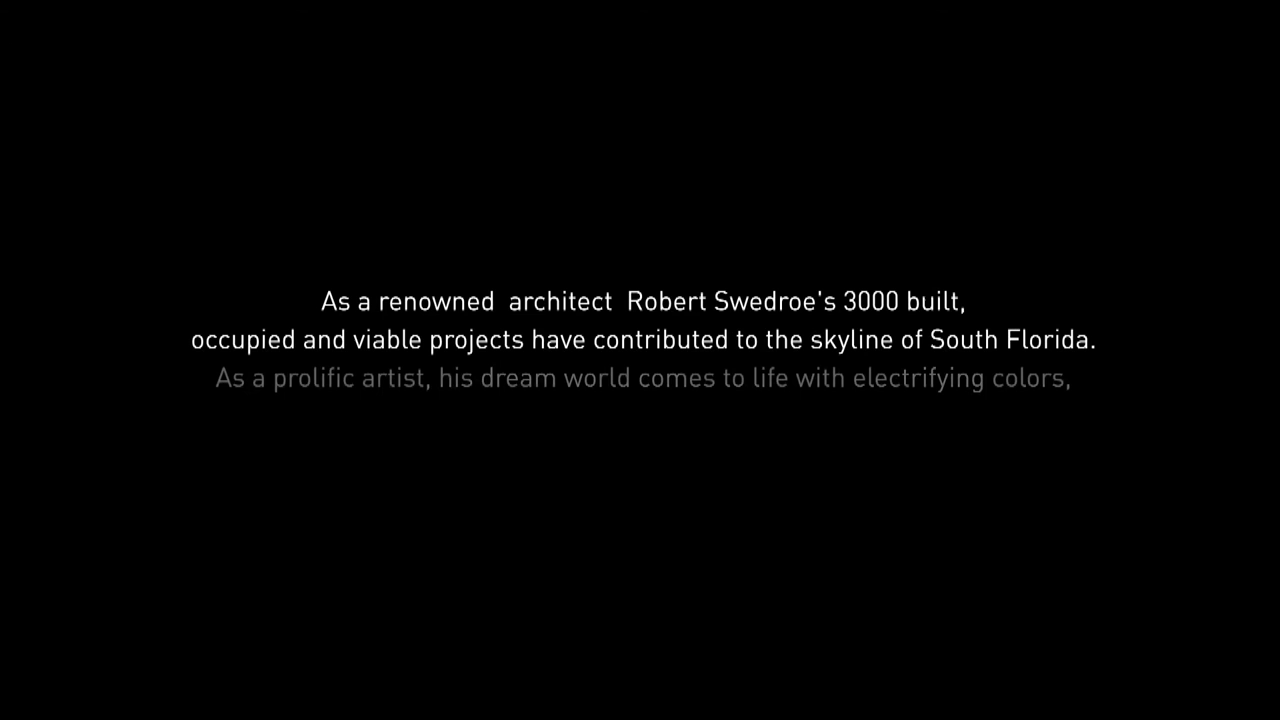 As a renowned  architect  Robert Swedroe's 3000 built,
occupied and viable projects have contributed to the skyline of South Florida.
As a prolific artist, his dream world comes to life with electrifying colors,